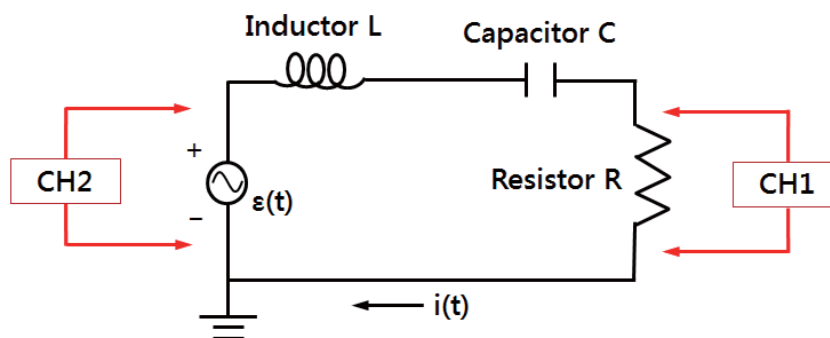 Inductor L
Capacitor C
CH2
+
−
ε(t)
Resistor R
CH1
i(t)